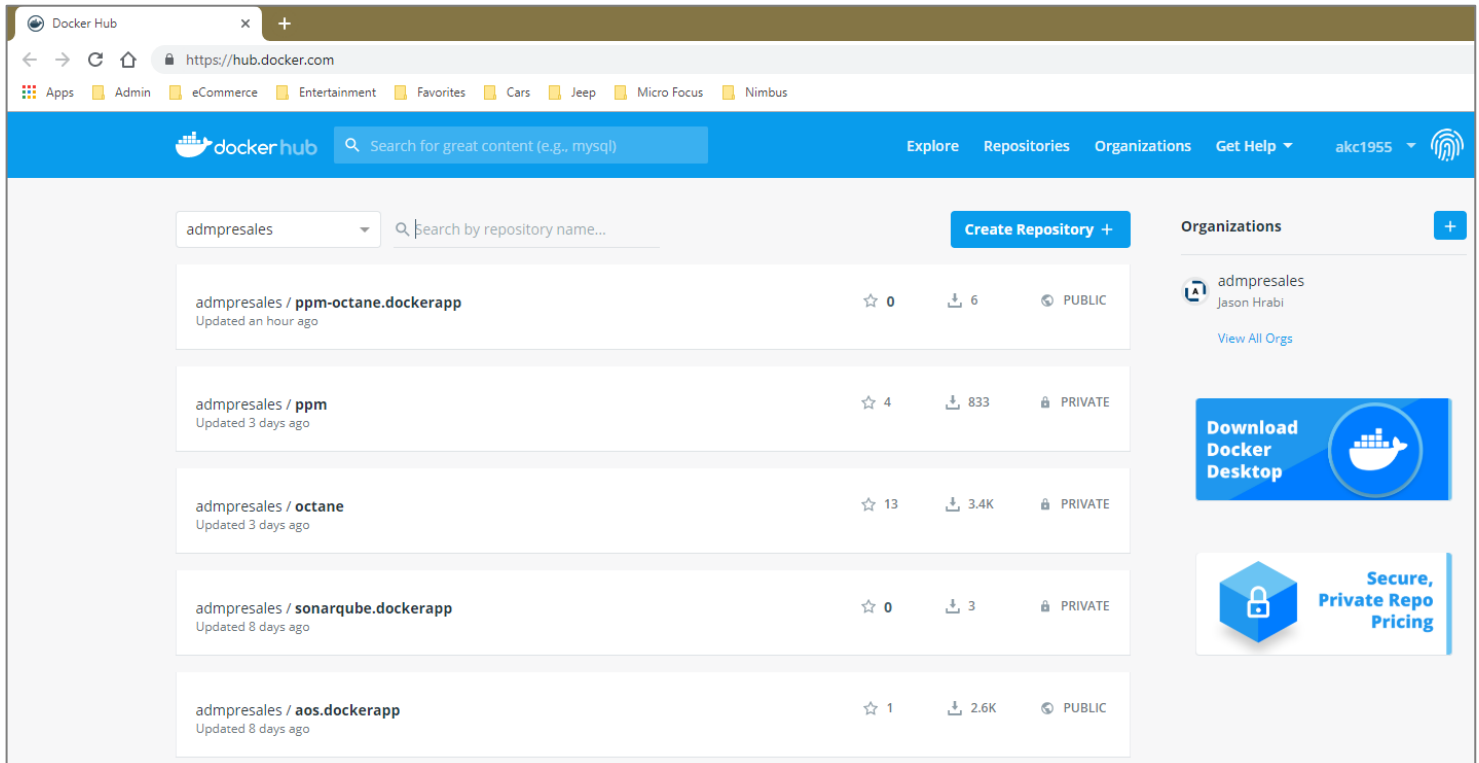 Docker Hub
https://hub.docker.com
Apps Admin eCommerce Entertainment Favorites Cars Jeep Micro Focus Nimbus
dockerhub Search for great content (e.g., mysql) Explore Repositories Organizations Get Help akc1955
admpresales Search by repository name... Create Repository + Organizations +
admpresales
Jason Hrabi
View All Orgs
admpresales / ppm-octane.dockerapp 0 6 PUBLIC
Updated an hour ago
admpresales / ppm 4 833 PRIVATE
Updated 3 days ago
admpresales / octane 13 3.4K PRIVATE
Updated 3 days ago
admpresales / sonarqube.dockerapp 0 3 PRIVATE
Updated 8 days ago
admpresales / aos.dockerapp 1 2.6K PUBLIC
Updated 8 days ago
Download
Docker
Desktop
Secure,
Private Repo
Pricing